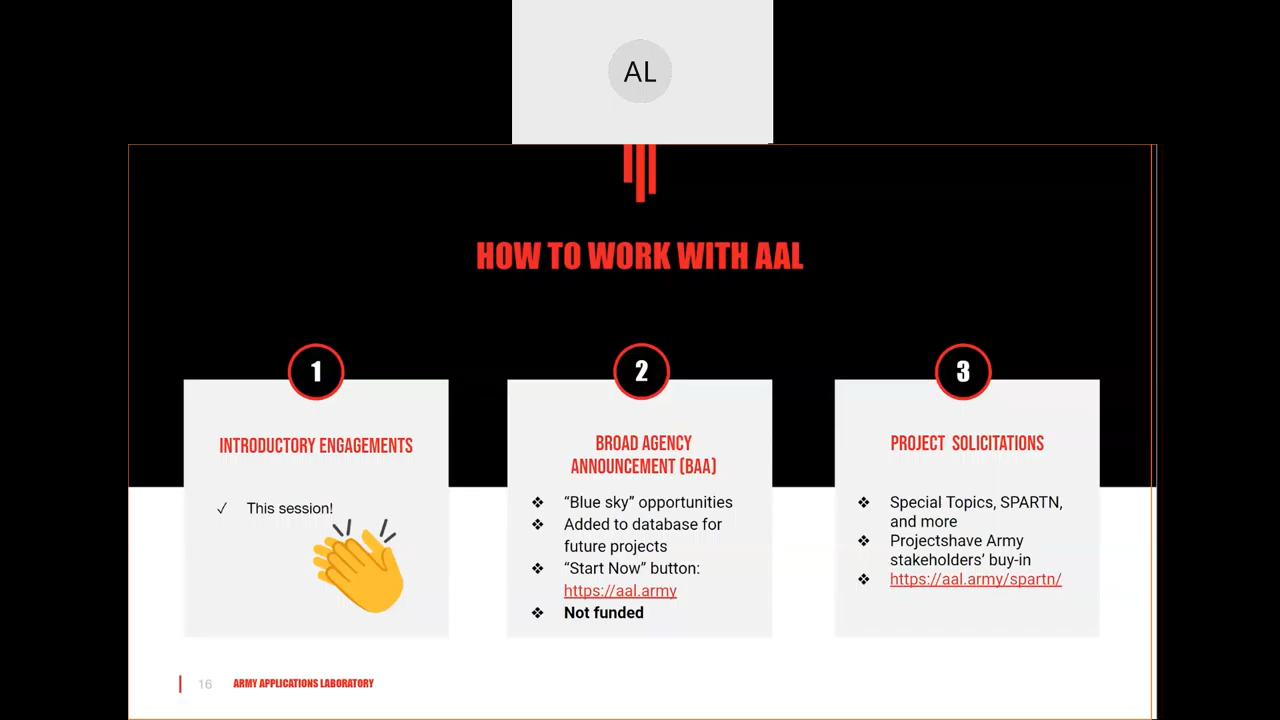 AL
HOW TO WORK WITH AAL
1
INTRODUCTORY ENGAGEMENTS
✓ This session!
2
BROAD AGENCY
ANNOUNCEMENT (BAA)
❖ “Blue sky” opportunities
❖ Added to database for
future projects
❖ “Start Now” button:
https://aal.army
❖ Not funded
3
PROJECT SOLICITATIONS
❖ Special Topics, SPARTN,
and more
❖ Projectshave Army
stakeholders’ buy-in
❖ https://aal.army/spartn/
16 ARMY APPLICATIONS LABORATORY